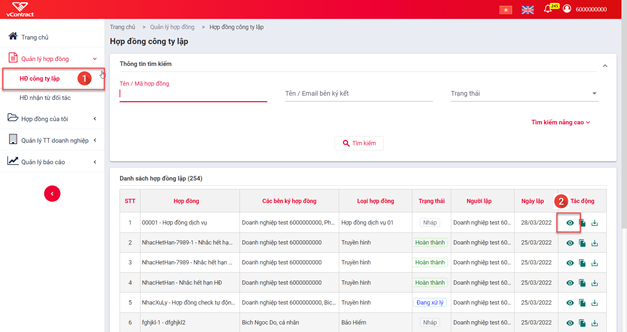 vContract
243
6000000000
Trang chủ
Quản lý hợp đồng
HĐ công ty lập
1
HĐ nhận từ đối tác
Hợp đồng của tôi
Quản lý TT doanh nghiệp
Quản lý báo cáo
Trang chủ > Quản lý hợp đồng > Hợp đồng công ty lập
Hợp đồng công ty lập
Thông tin tìm kiếm
Tên / Mã hợp đồng
Tên / Email bên ký kết
Trạng thái
Tìm kiếm nâng cao
Tìm kiếm
Danh sách hợp đồng lập (254)
2
STT Hợp đồng Các bên ký hợp đồng Loại hợp đồng Trạng thái Người lập Ngày lập Tác động
1 00001 - Hợp đồng dịch vụ Doanh nghiệp test 6000000000, Ph... Hợp đồng dịch vụ 01 Nháp Doanh nghiệp test 60... 28/03/2022
2 NhacHetHan-7989-1 - Nhắc hết hạ... Doanh nghiệp test 6000000000 Truyền hình Hoàn thành Doanh nghiệp test 60... 25/03/2022
3 NhacHetHan-7989 - Nhắc hết hạn ... Doanh nghiệp test 6000000000 Truyền hình Hoàn thành Doanh nghiệp test 60... 25/03/2022
4 NhacHetHan - Nhắc hết hạn HĐ Doanh nghiệp test 6000000000 Truyền hình Hoàn thành Doanh nghiệp test 60... 25/03/2022
5 NhacXuLy - Hợp đồng check tự độn... Doanh nghiệp test 6000000000, Bic... Truyền hình Đang xử lý Doanh nghiệp test 60... 25/03/2022
6 fghjkl-1 - dfghjkl2 Bich Ngoc Do, cá nhân Bảo Hiểm Nháp Doanh nghiệp test 60... 25/03/2022